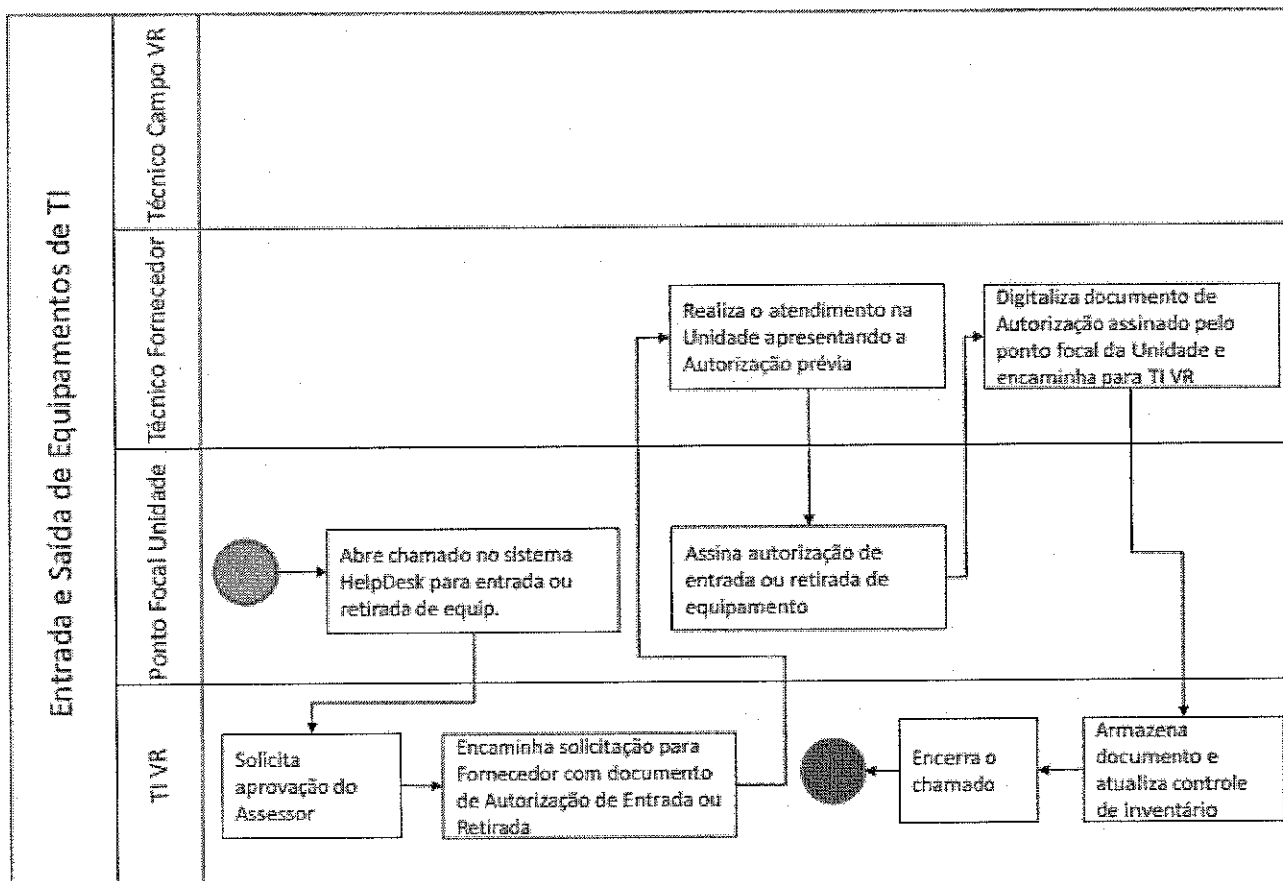 Entrada e Saída de Equipamentos de TI
Técnico Campo VR
Técnico Fornecedor
Realiza o atendimento na
Unidade apresentando a
Autorização prévia
Digitaliza documento de
Autorização assinado pelo
ponto focal da Unidade e
encaminha para TI VR
Ponto Focal Unidade
Abre chamado no sistema
HelpDesk para entrada ou
retirada de equip.
Assina autorização de
entrada ou retirada de
equipamento
TI VR
Solicita
aprovação do
Assessor
Encaminha solicitação para
Fornecedor com documento
de Autorização de Entrada ou
Retirada
Encerra o
chamado
Armazena
documento e
atualiza controle
de inventário